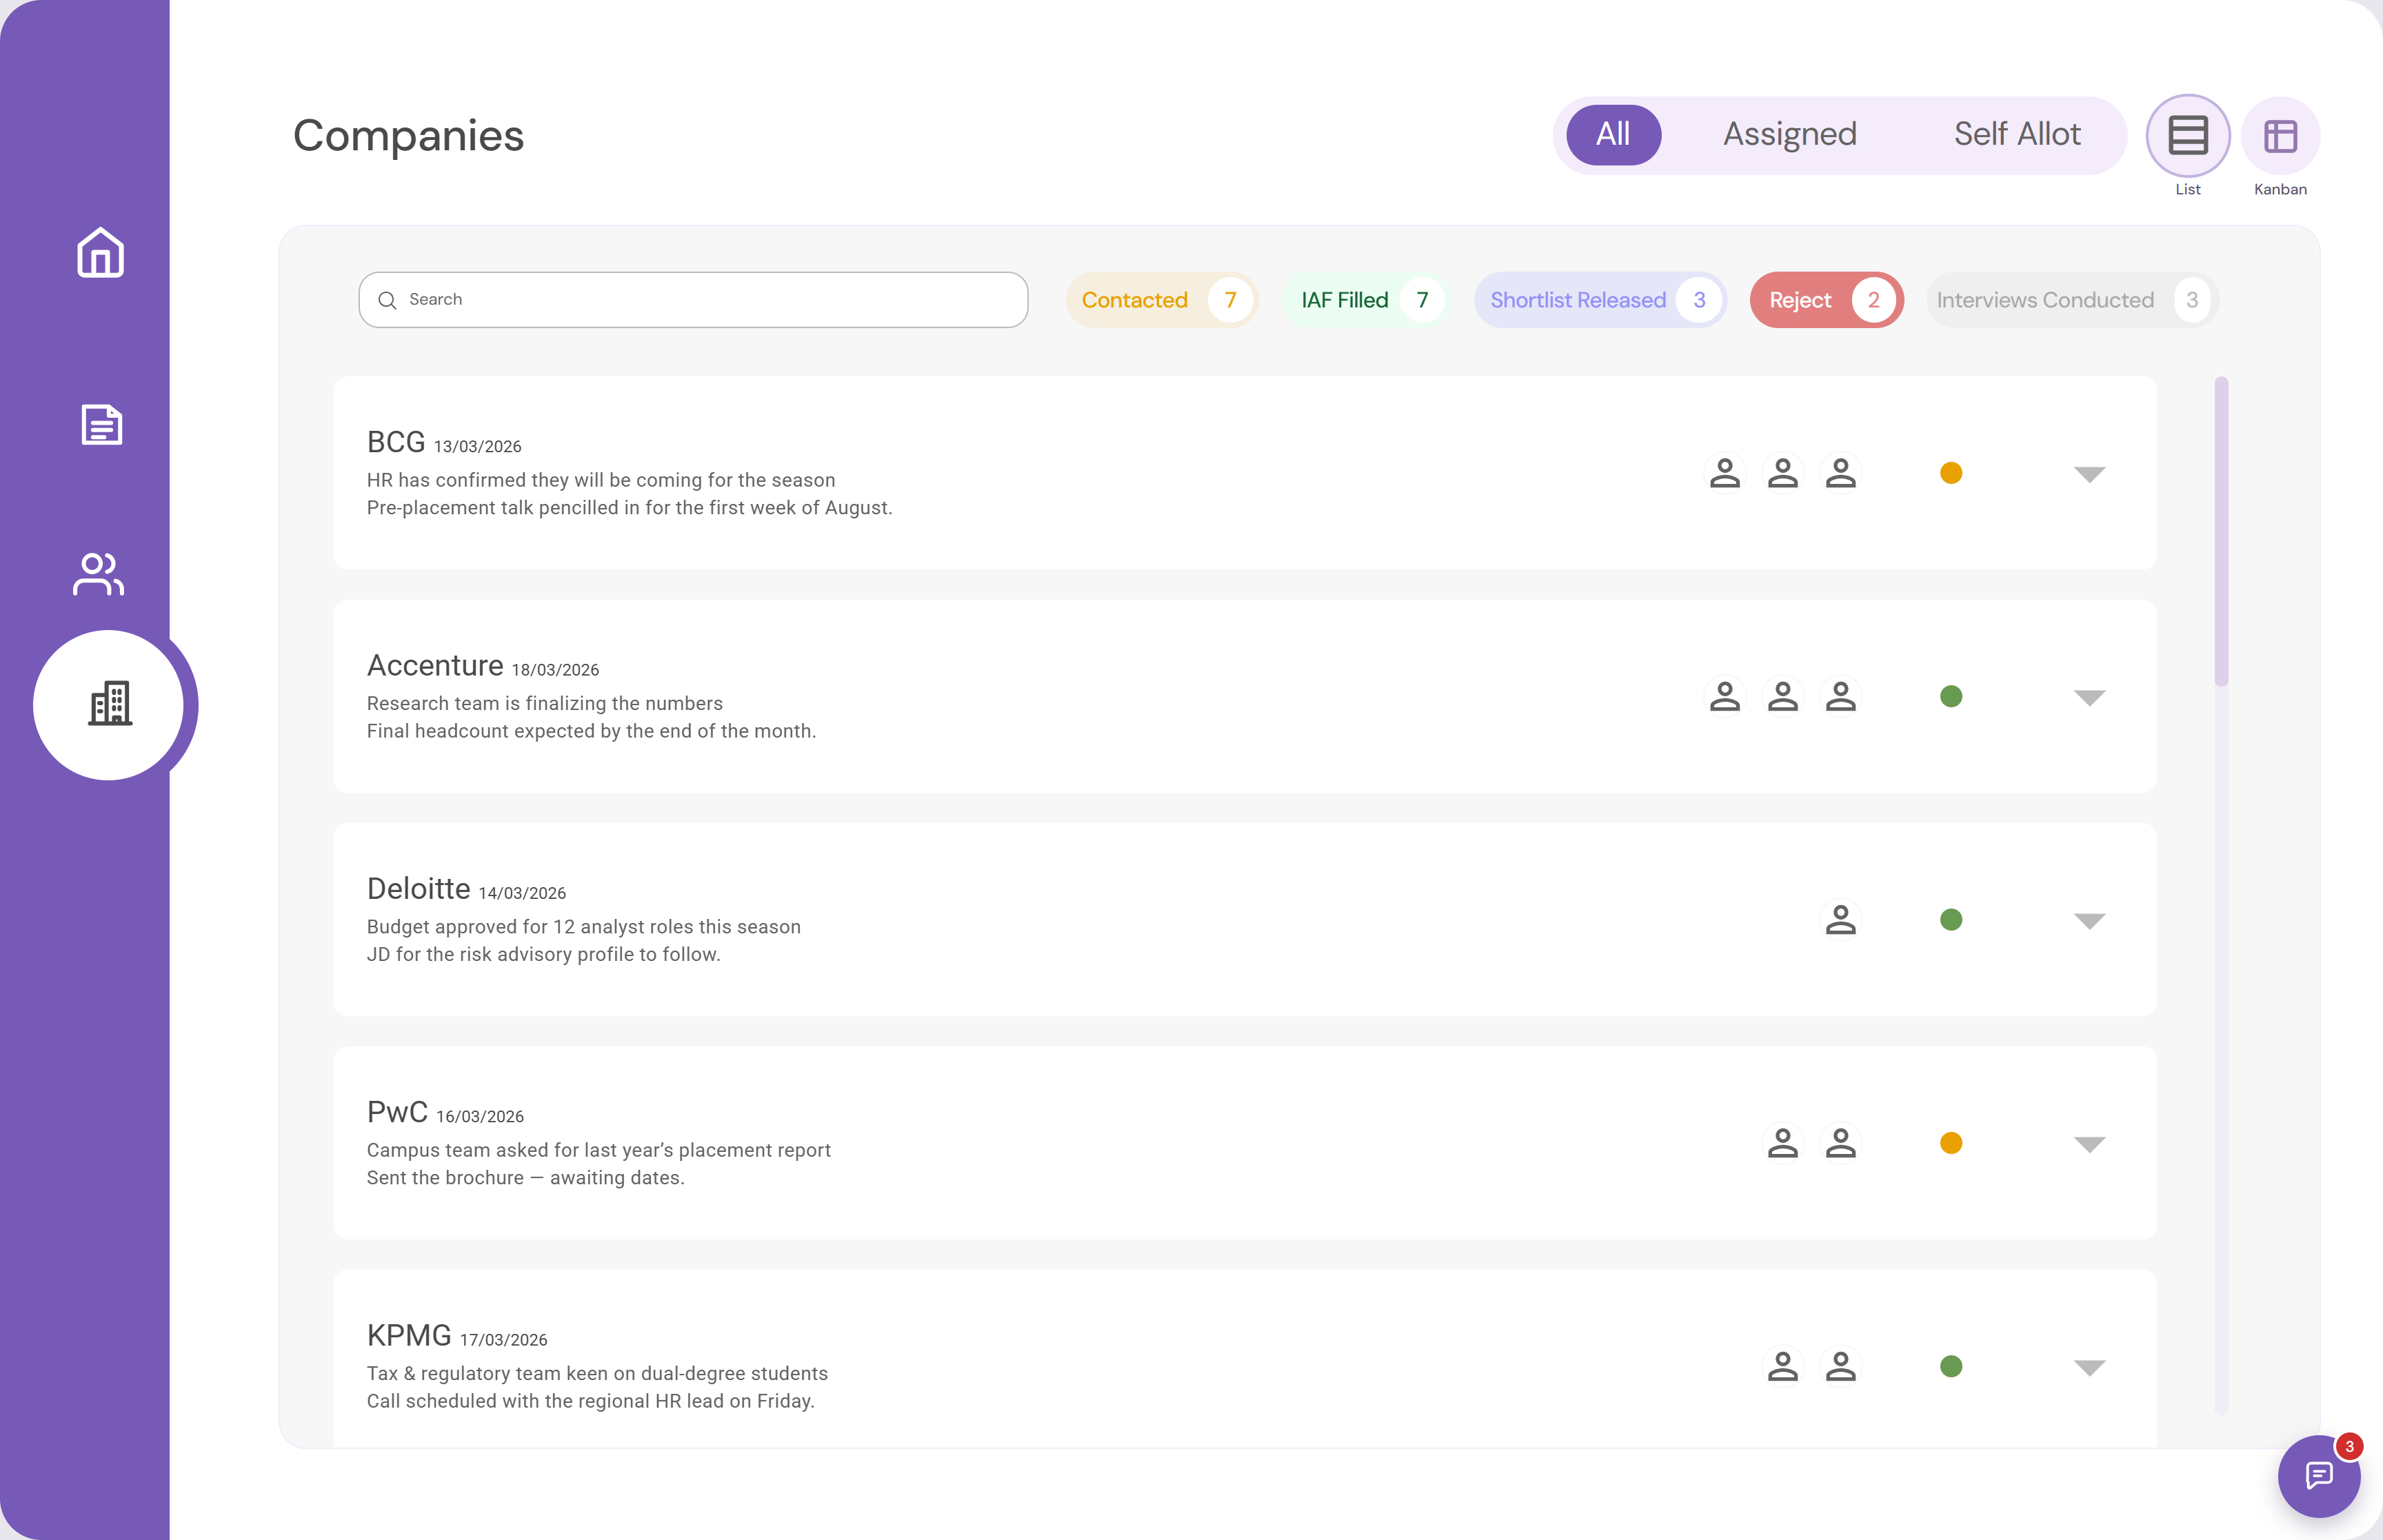 Companies
All
Assigned
Self Allot
List
Kanban
Search
Contacted 7
IAF Filled 7
Shortlist Released 3
Reject 2
Interviews Conducted 3
BCG 13/03/2026
HR has confirmed they will be coming for the season
Pre-placement talk pencilled in for the first week of August.
Accenture 18/03/2026
Research team is finalizing the numbers
Final headcount expected by the end of the month.
Deloitte 14/03/2026
Budget approved for 12 analyst roles this season
JD for the risk advisory profile to follow.
PwC 16/03/2026
Campus team asked for last year’s placement report
Sent the brochure — awaiting dates.
KPMG 17/03/2026
Tax & regulatory team keen on dual-degree students
Call scheduled with the regional HR lead on Friday.
3